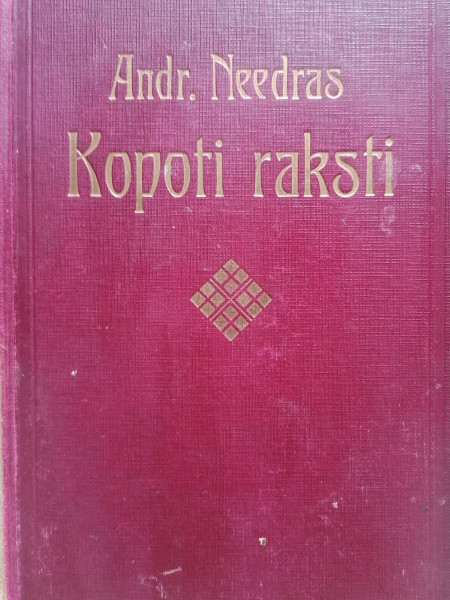 Andr. Needras
Kopoti raksti